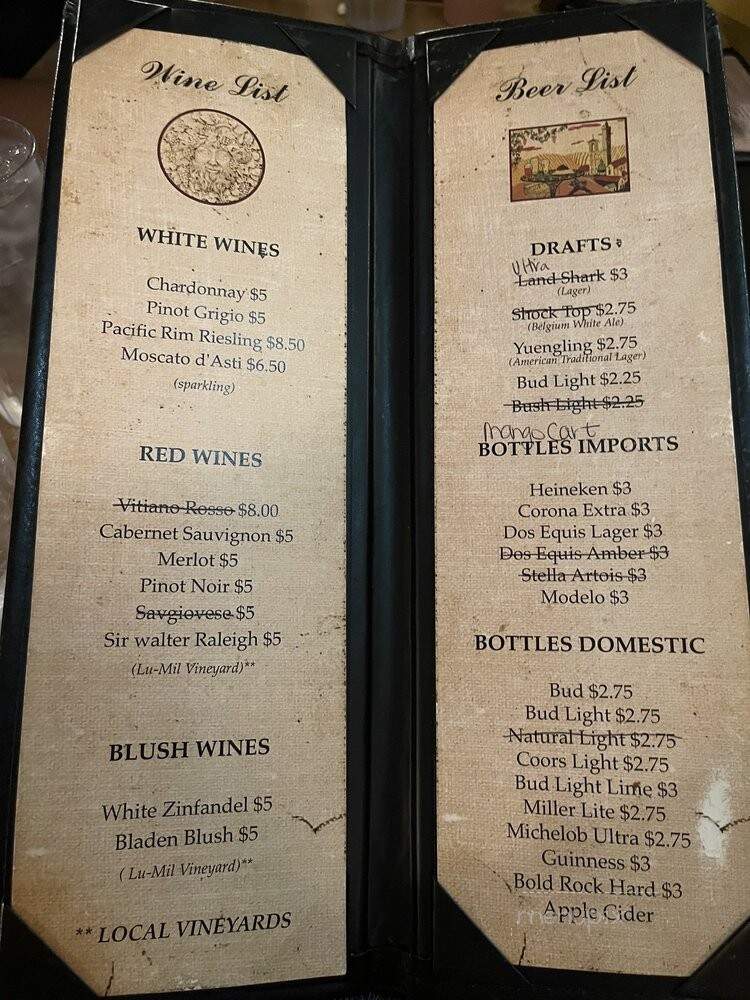 Wine List
WHITE WINES
Chardonnay $5
Pinot Grigio $5
Pacific Rim Riesling $8.50
Moscato d'Asti $6.50
(sparkling)
RED WINES
Vitiano Rosso $8.00
Cabernet Sauvignon $5
Merlot $5
Pinot Noir $5
Savgiovese $5
Sir walter Raleigh $5
(Lu-Mil Vineyard)**
BLUSH WINES
White Zinfandel $5
Bladen Blush $5
( Lu-Mil Vineyard)**
** LOCAL VINEYARDS
Beer List
DRAFTS
Ultra
Land Shark $3
(Lager)
Shock Top $2.75
(Belgium White Ale)
Yuengling $2.75
(American Traditional Lager)
Bud Light $2.25
Bush Light $2.25
Mango Cart
BOTTLES IMPORTS
Heineken $3
Corona Extra $3
Dos Equis Lager $3
Dos Equis Amber $3
Stella Artois $3
Modelo $3
BOTTLES DOMESTIC
Bud $2.75
Bud Light $2.75
Natural Light $2.75
Coors Light $2.75
Bud Light Lime $3
Miller Lite $2.75
Michelob Ultra $2.75
Guinness $3
Bold Rock Hard $3
Apple Cider